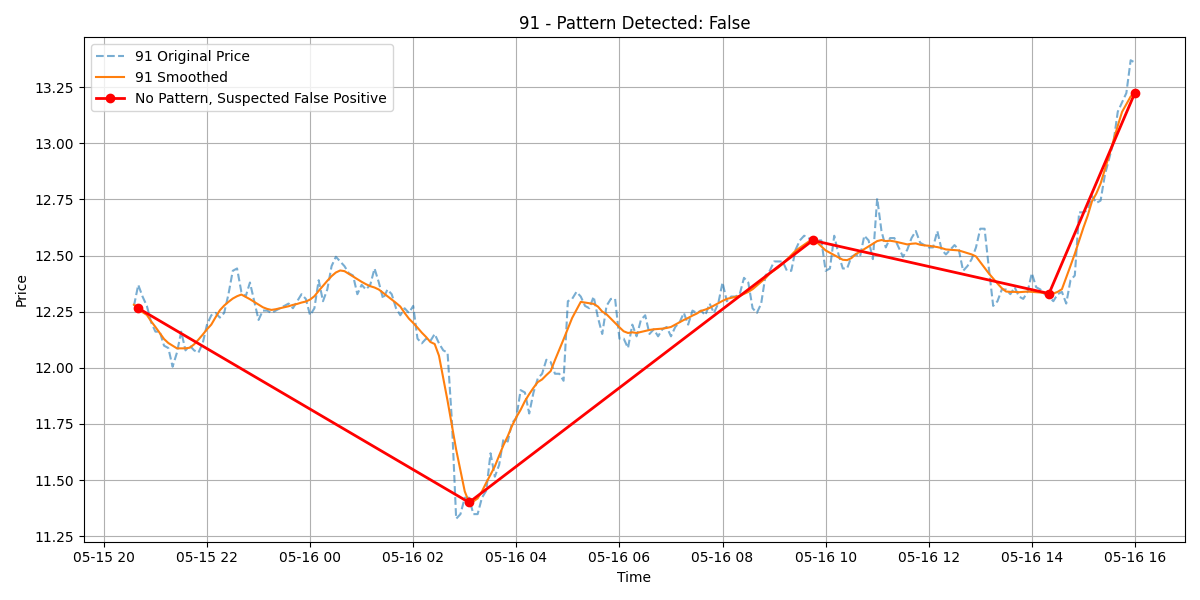 91 - Pattern Detected: False
91 Original Price
91 Smoothed
No Pattern, Suspected False Positive
Price
13.25
13.00
12.75
12.50
12.25
12.00
11.75
11.50
11.25
05-15 20 05-15 22 05-16 00 05-16 02 05-16 04 05-16 06 05-16 08 05-16 10 05-16 12 05-16 14 05-16 16
Time